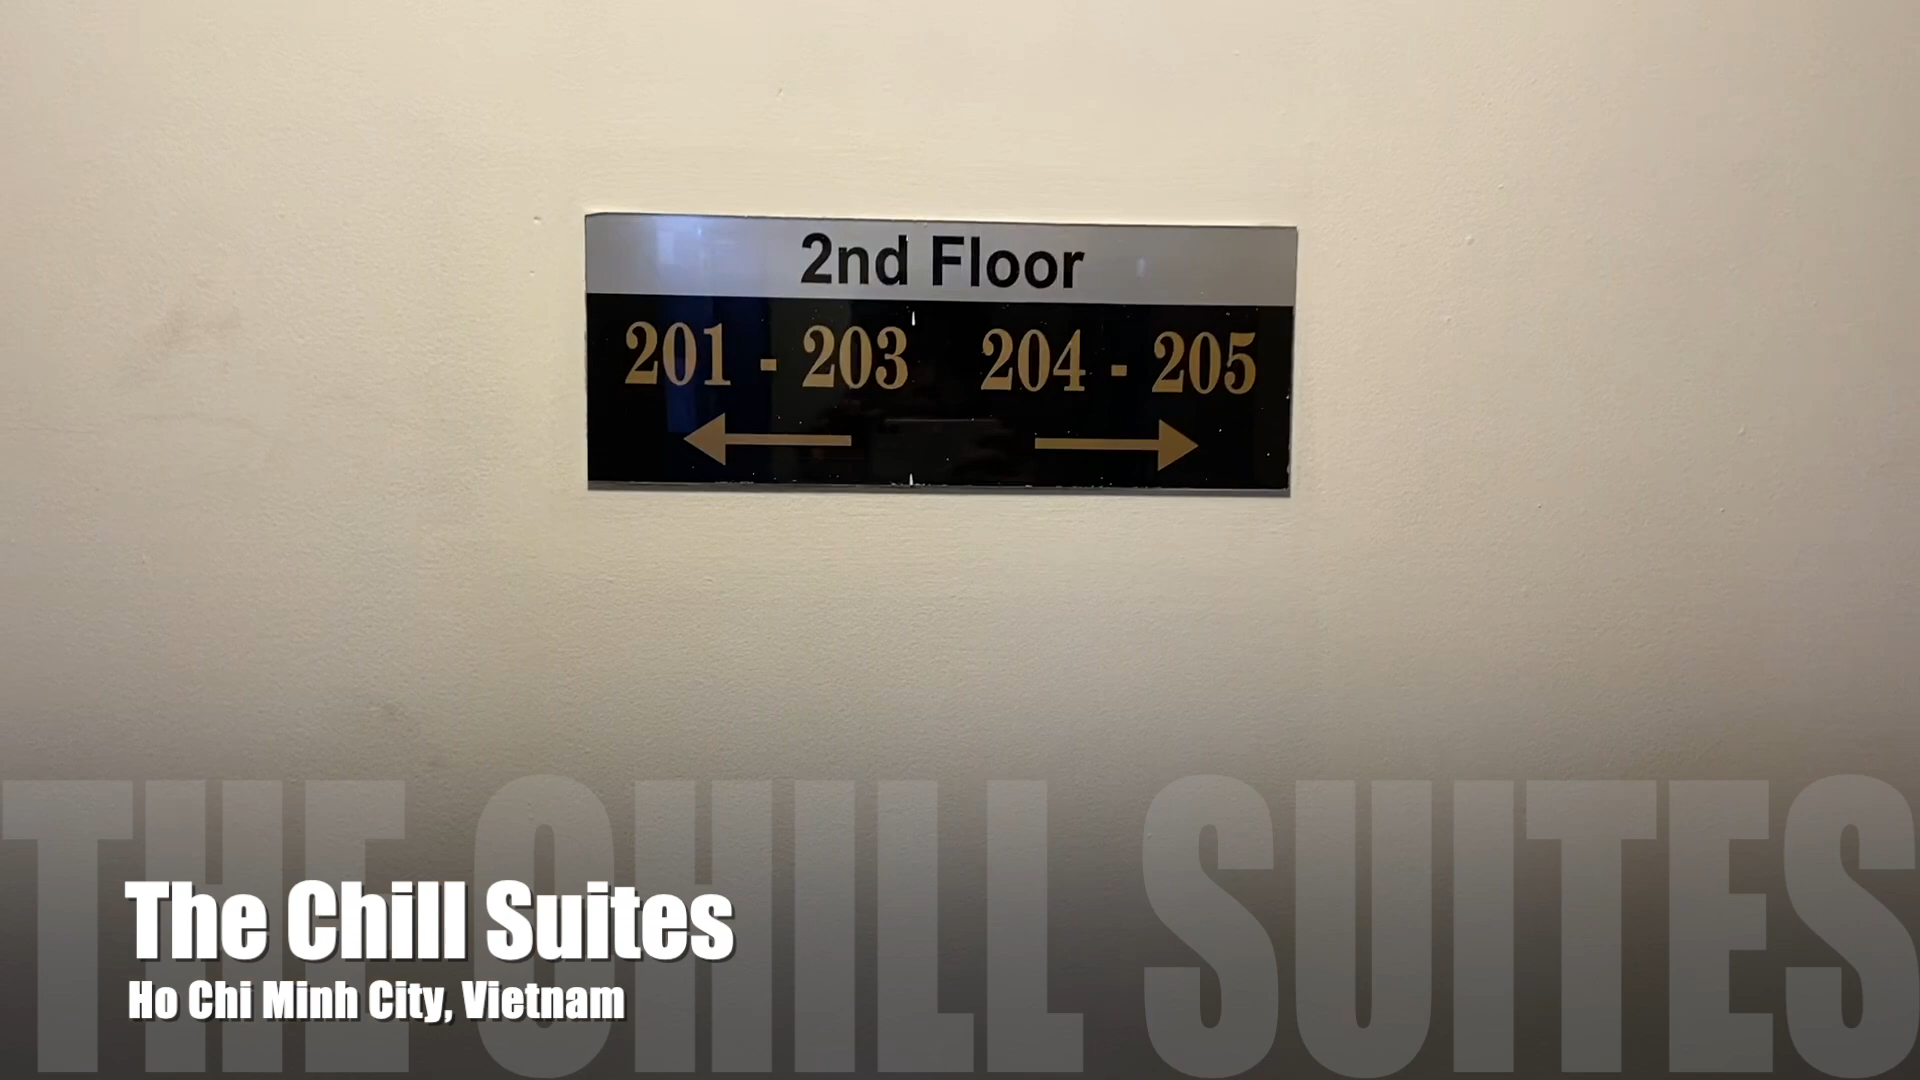 2nd Floor
201 - 203 204 - 205
The Chill Suites
Ho Chi Minh City, Vietnam
THE CHILL SUITES